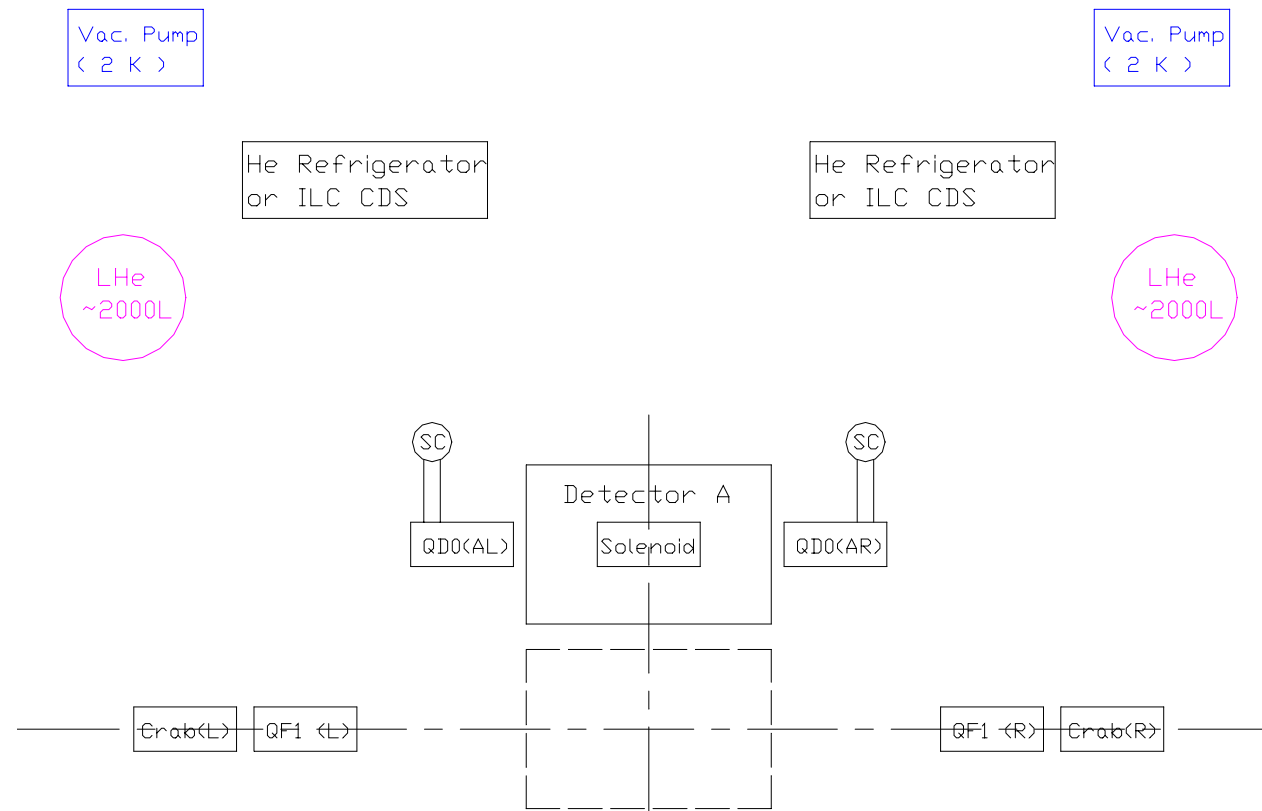 Vac. Pump
( 2 K )
Vac. Pump
( 2 K )
He Refrigerator
or ILC CDS
He Refrigerator
or ILC CDS
LHe
~2000L
LHe
~2000L
SC
SC
Detector A
QD0(AL)
Solenoid
QD0(AR)
Crab(L)
QF1 (L)
QF1 (R)
Crab(R)